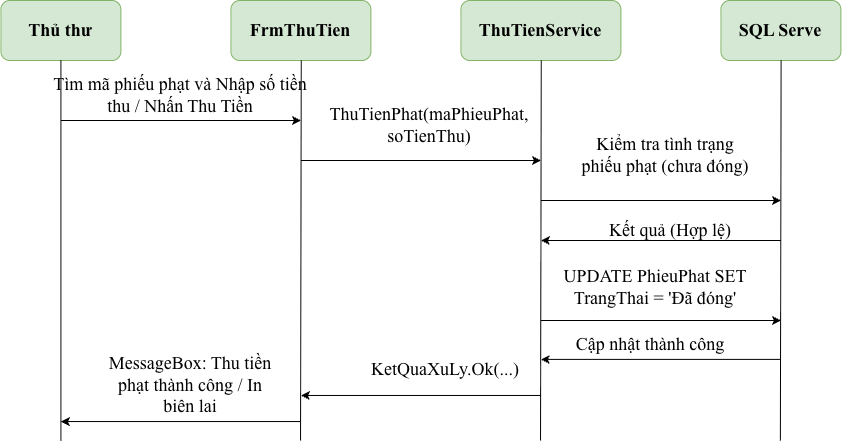 Thủ thư
FrmThuTien
ThuTienService
SQL Serve
Tìm mã phiếu phạt và Nhập số tiền
thu / Nhấn Thu Tiền
ThuTienPhat(maPhieuPhat,
soTienThu)
Kiểm tra tình trạng
phiếu phạt (chưa đóng)
Kết quả (Hợp lệ)
UPDATE PhieuPhat SET
TrangThai = 'Đã đóng'
Cập nhật thành công
KetQuaXuLy.Ok(...)
MessageBox: Thu tiền
phạt thành công / In
biên lai